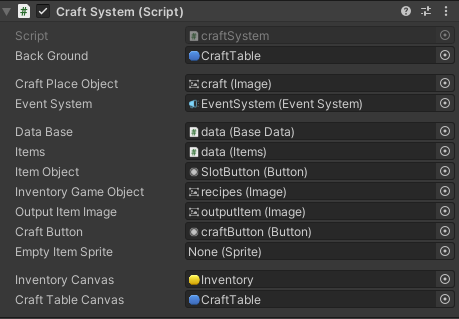 Craft System (Script)
Script craftSystem
Back Ground CraftTable
Craft Place Object craft (Image)
Event System EventSystem (Event System)
Data Base data (Base Data)
Items data (Items)
Item Object SlotButton (Button)
Inventory Game Object recipes (Image)
Output Item Image outputItem (Image)
Craft Button craftButton (Button)
Empty Item Sprite None (Sprite)
Inventory Canvas Inventory
Craft Table Canvas CraftTable